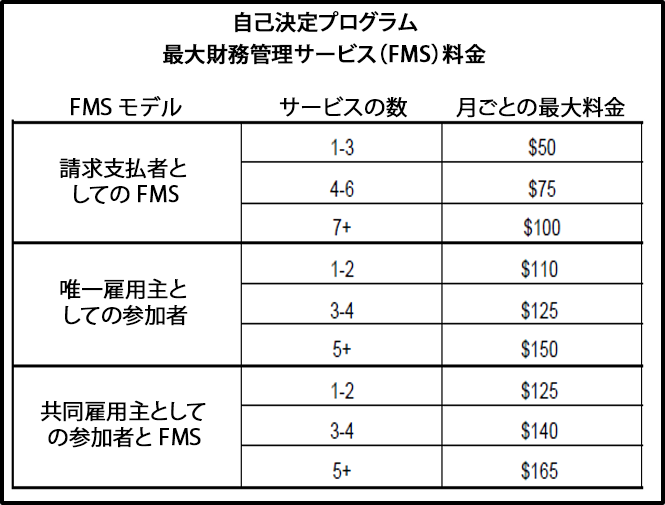 自己決定プログラム
最大財務管理サービス（FMS）料金
FMS モデル サービスの数 月ごとの最大料金
請求支払者と
しての FMS
1-3 $50
4-6 $75
7+ $100
唯一雇用主と
しての参加者
1-2 $110
3-4 $125
5+ $150
共同雇用主として
の参加者と FMS
1-2 $125
3-4 $140
5+ $165